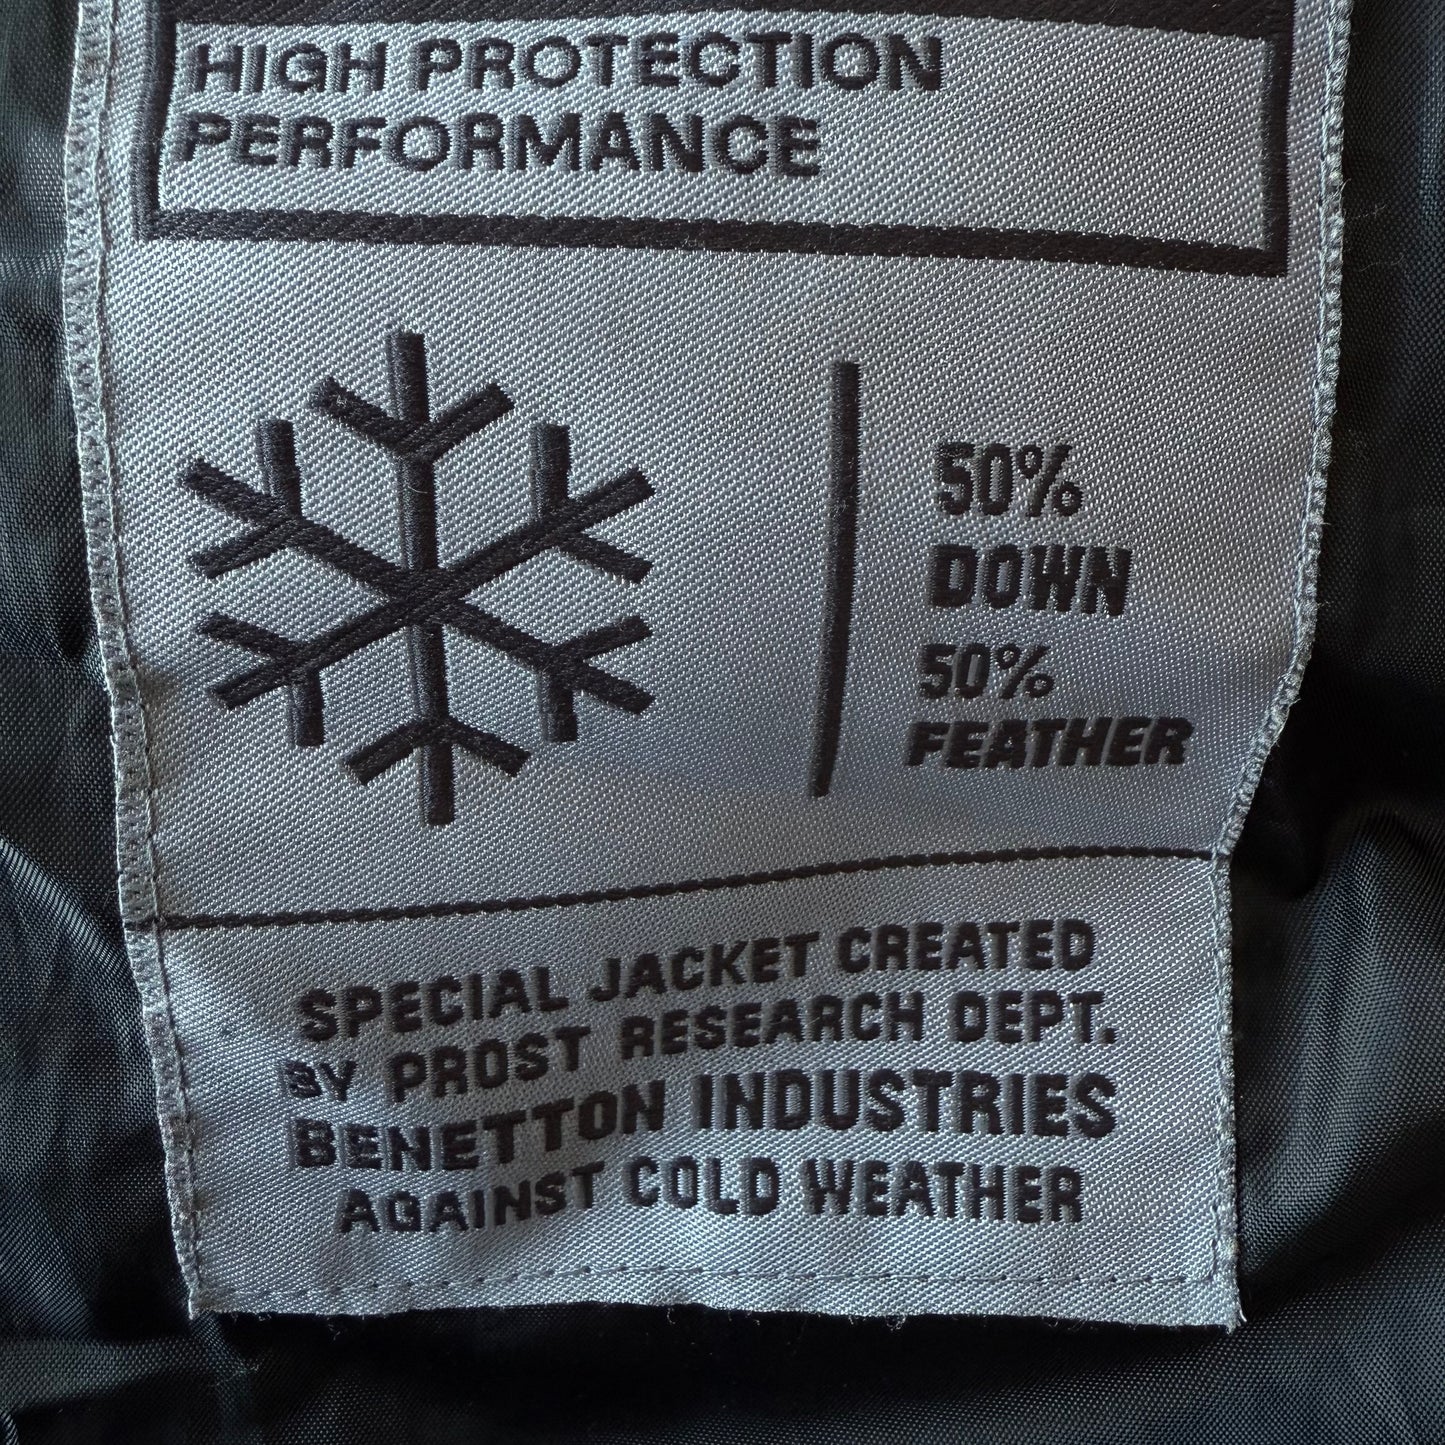 HIGH PROTECTION
PERFORMANCE
50%
DOWN
50%
FEATHER
SPECIAL JACKET CREATED
BY PROST RESEARCH DEPT.
BENETTON INDUSTRIES
AGAINST COLD WEATHER